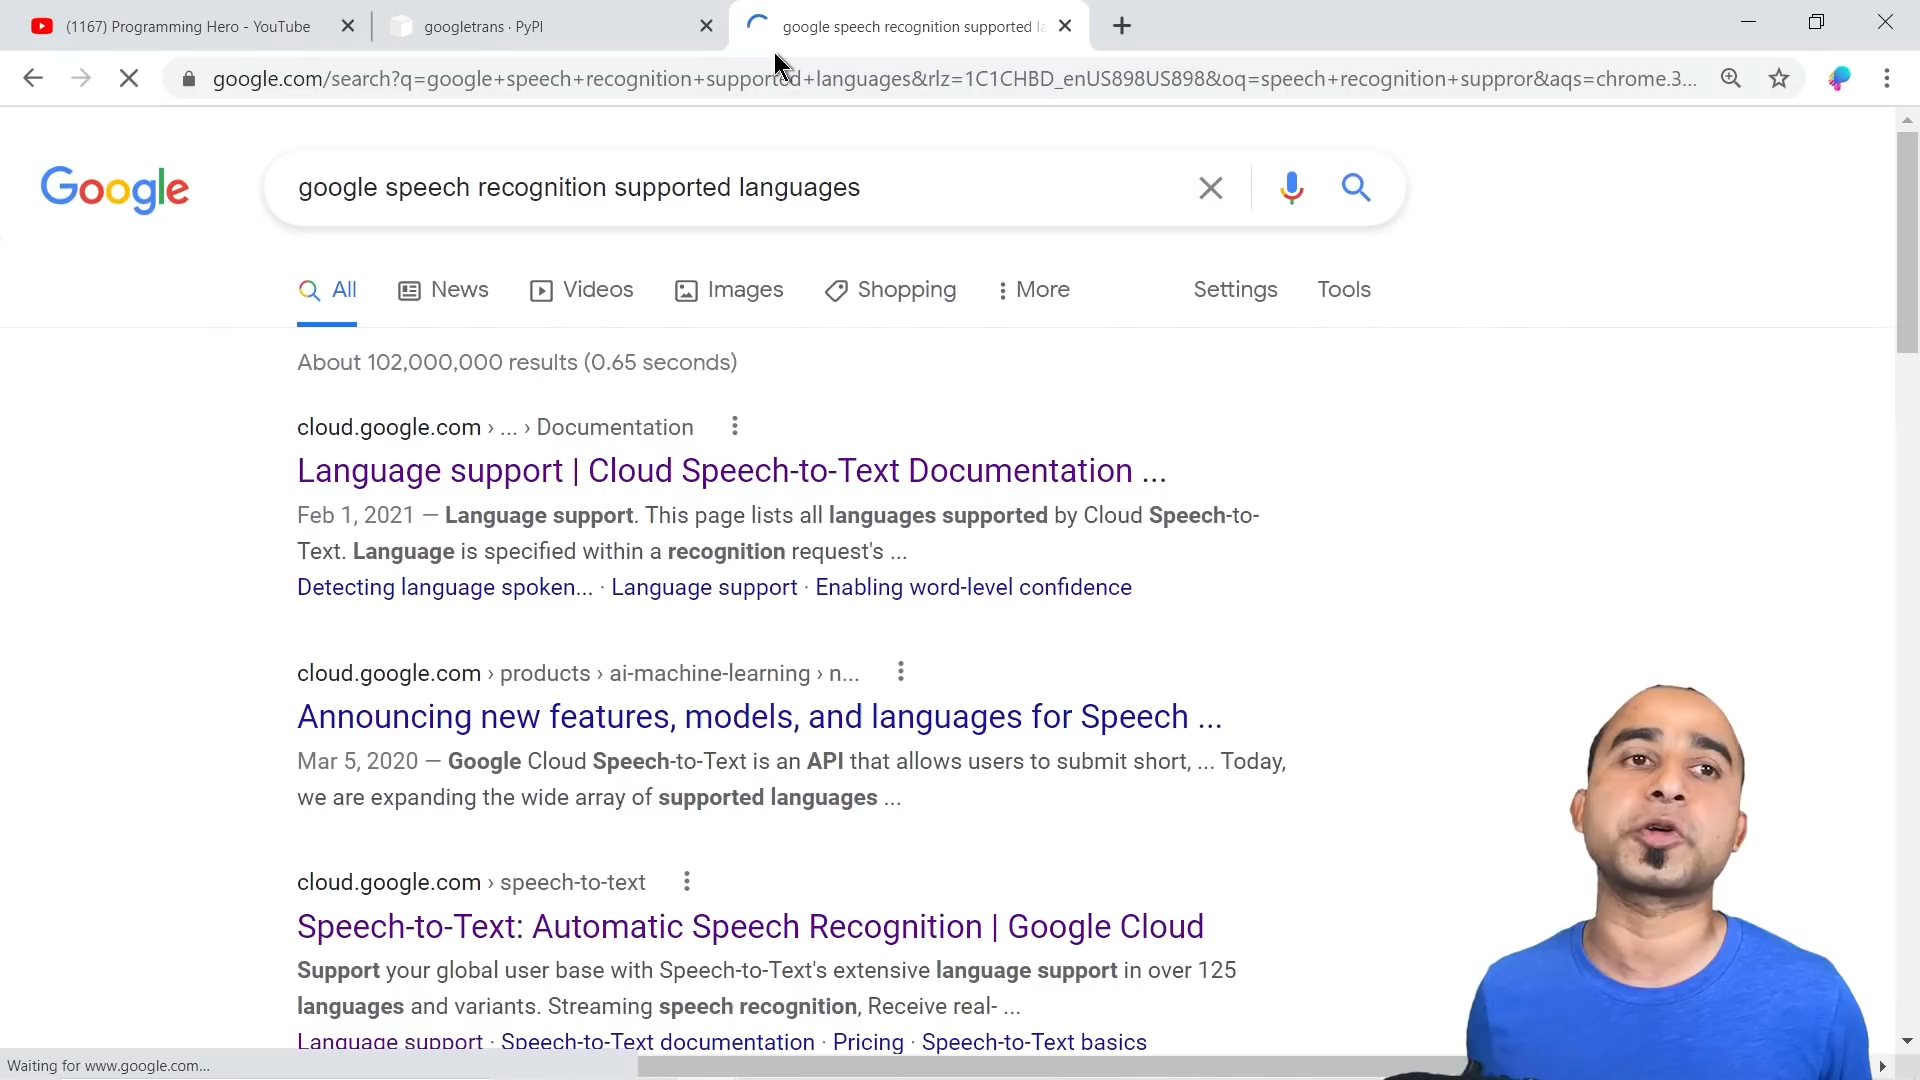 (1167) Programming Hero - YouTube
googletrans · PyPI
google speech recognition supported la
google.com/search?q=google+speech+recognition+supported+languages&rlz=1C1CHBD_enUS898US898&oq=speech+recognition+suppror&aqs=chrome.3...
Google
google speech recognition supported languages
All News Videos Images Shopping More Settings Tools
About 102,000,000 results (0.65 seconds)
cloud.google.com › ... › Documentation
Language support | Cloud Speech-to-Text Documentation ...
Feb 1, 2021 — Language support. This page lists all languages supported by Cloud Speech-to-
Text. Language is specified within a recognition request's ...
Detecting language spoken... · Language support · Enabling word-level confidence
cloud.google.com › products › ai-machine-learning › n...
Announcing new features, models, and languages for Speech ...
Mar 5, 2020 — Google Cloud Speech-to-Text is an API that allows users to submit short, ... Today,
we are expanding the wide array of supported languages ...
cloud.google.com › speech-to-text
Speech-to-Text: Automatic Speech Recognition | Google Cloud
Support your global user base with Speech-to-Text's extensive language support in over 125
languages and variants. Streaming speech recognition, Receive real- ...
Language support · Speech-to-Text documentation · Pricing · Speech-to-Text basics
Waiting for www.google.com...